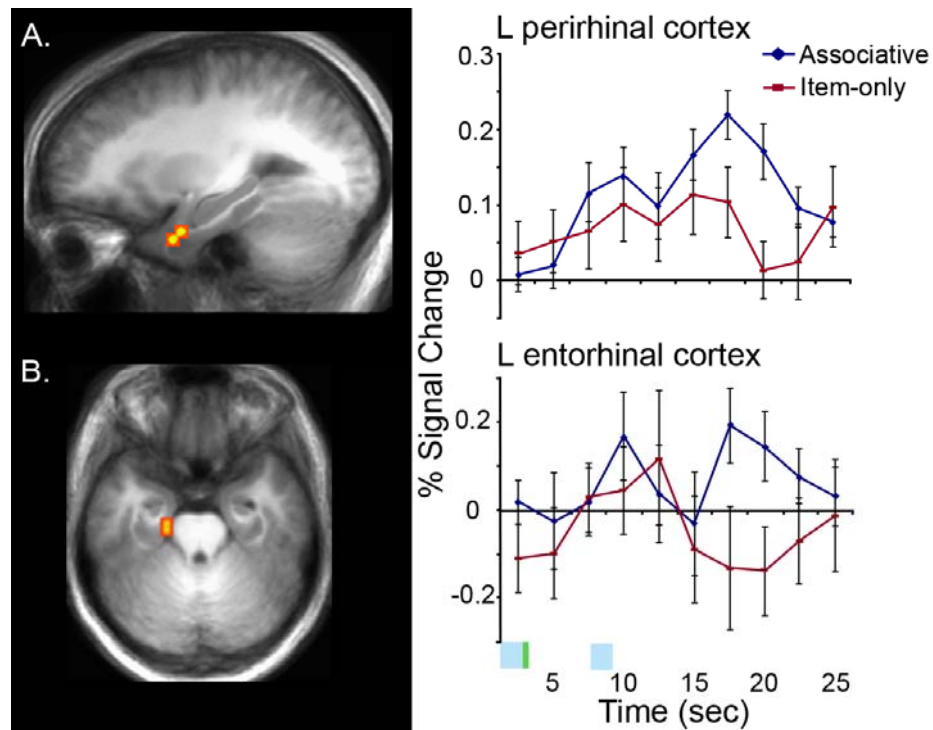 A.
L perirhinal cortex
Associative
Item-only
0.3
0.2
0.1
0
B.
L entorhinal cortex
% Signal Change
0.2
0
-0.2
5 10 15 20 25
Time (sec)